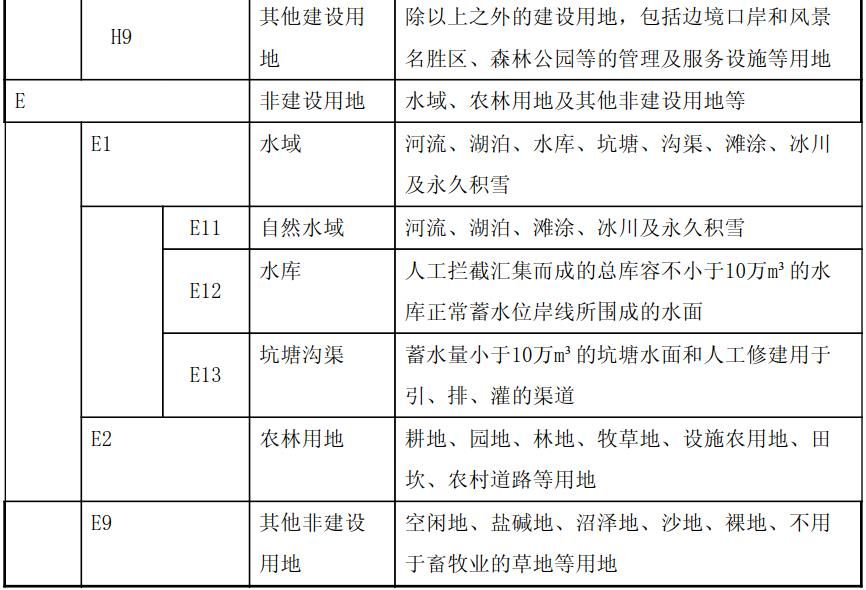 H9
其他建设用
地
除以上之外的建设用地，包括边境口岸和风景
名胜区、森林公园等的管理及服务设施等用地
E
非建设用地
水域、农林用地及其他非建设用地等
E1
水域
河流、湖泊、水库、坑塘、沟渠、滩涂、冰川
及永久积雪
E11
自然水域
河流、湖泊、滩涂、冰川及永久积雪
E12
水库
人工拦截汇集而成的总库容不小于10万m³的水
库正常蓄水位岸线所围成的水面
E13
坑塘沟渠
蓄水量小于10万m³的坑塘水面和人工修建用于
引、排、灌的渠道
E2
农林用地
耕地、园地、林地、牧草地、设施农用地、田
坎、农村道路等用地
E9
其他非建设
用地
空闲地、盐碱地、沼泽地、沙地、裸地、不用
于畜牧业的草地等用地